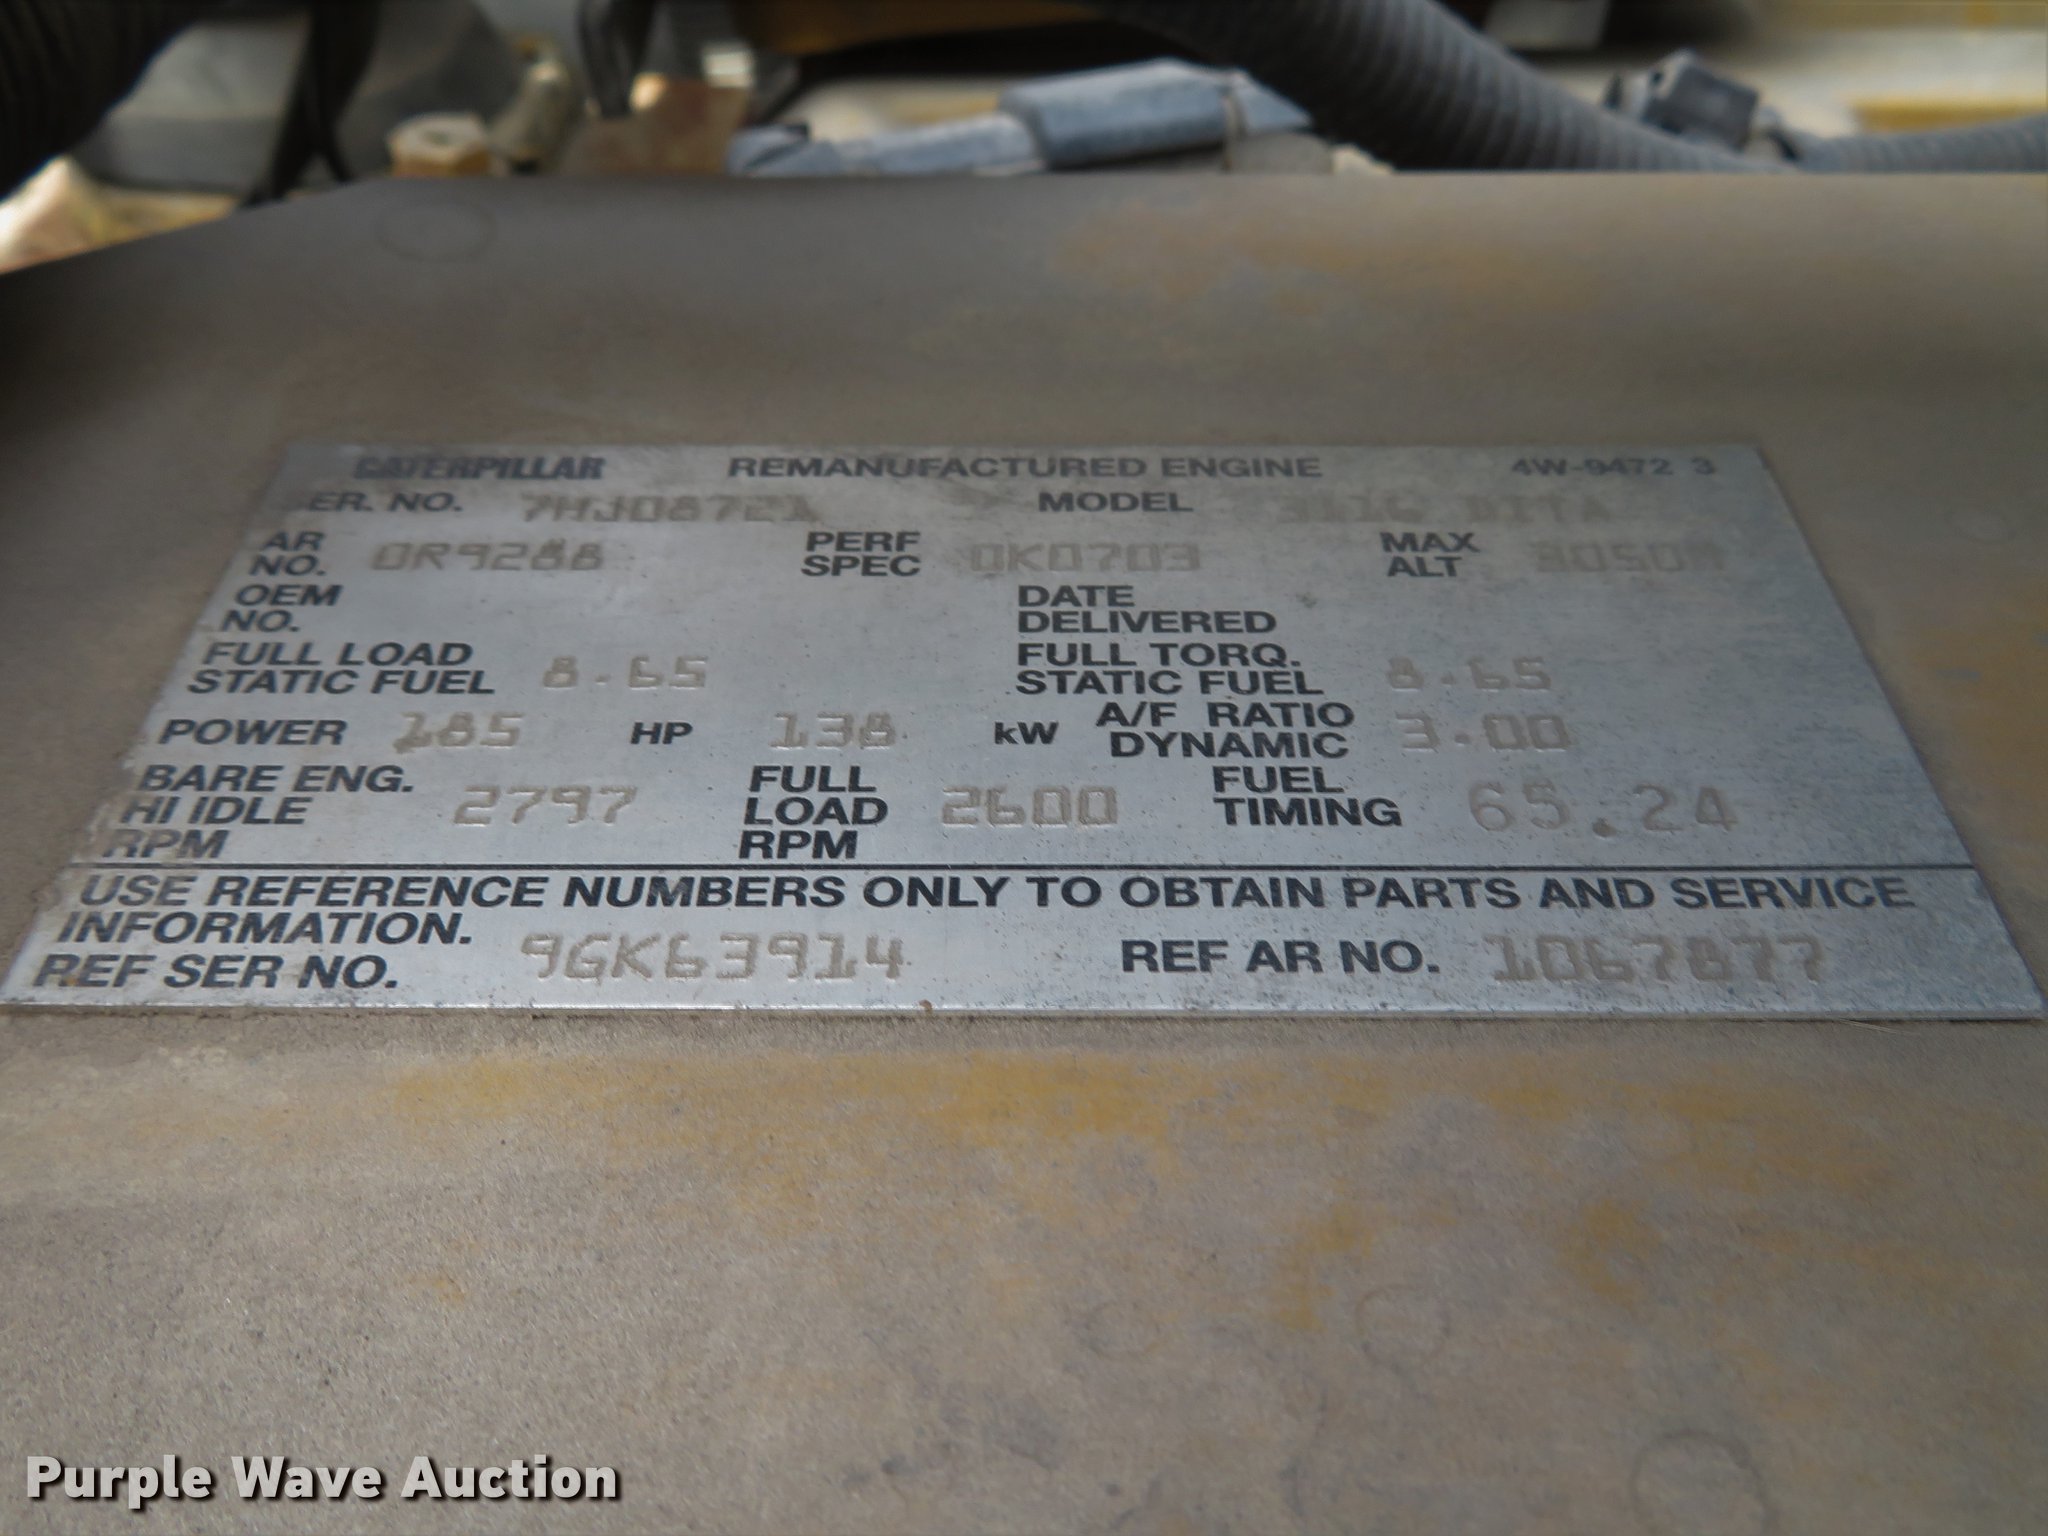 CATERPILLAR REMANUFACTURED ENGINE 4W-9472 3
SER. NO. 7HJ08721 MODEL 3116 DITA
AR NO. 0R9288 PERF SPEC 0K0703 MAX ALT 3050M
OEM NO. DATE DELIVERED
FULL LOAD STATIC FUEL 8.65 FULL TORQ. STATIC FUEL 8.65
POWER 185 HP 138 kW A/F RATIO DYNAMIC 3.00
BARE ENG. HI IDLE RPM 2797 FULL LOAD RPM 2600 FUEL TIMING 65.24
USE REFERENCE NUMBERS ONLY TO OBTAIN PARTS AND SERVICE
INFORMATION.
REF SER NO. 9GK63914 REF AR NO. 1067877
Purple Wave Auction